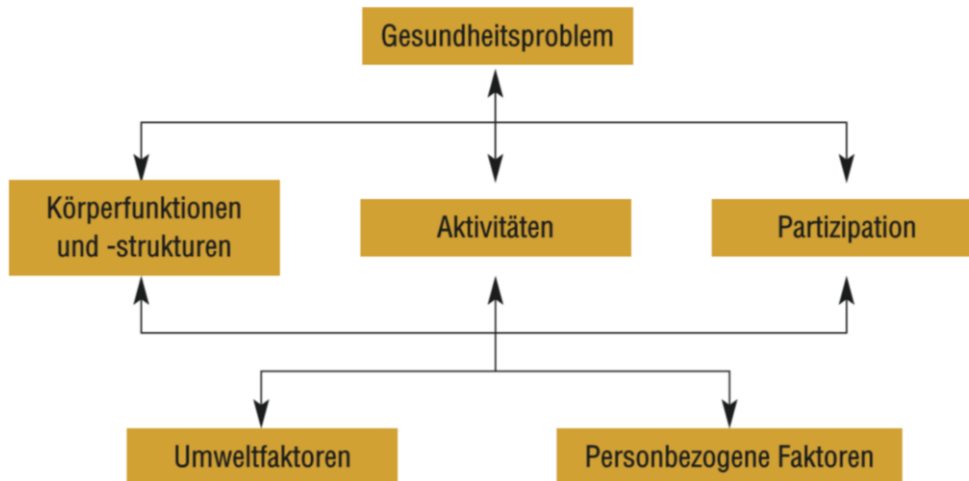 Gesundheitsproblem
Körperfunktionen
und -strukturen
Aktivitäten
Partizipation
Umweltfaktoren
Personbezogene Faktoren